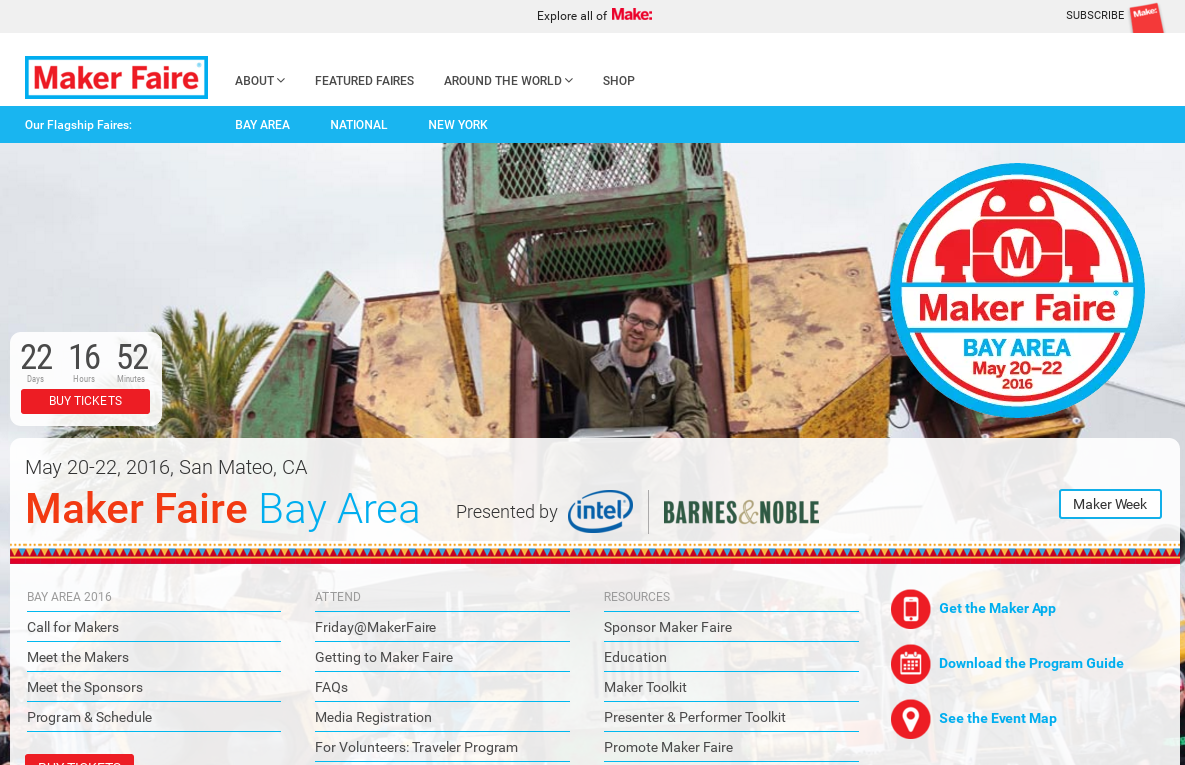 Explore all of Make:
SUBSCRIBE
Make:
Maker Faire®
ABOUT
FEATURED FAIRES
AROUND THE WORLD
SHOP
Our Flagship Faires:
BAY AREA
NATIONAL
NEW YORK
M
Maker Faire®
BAY AREA
May 20–22
2016
22 16 52
Days Hours Minutes
BUY TICKETS
May 20-22, 2016, San Mateo, CA
Maker Faire Bay Area
Presented by
intel
BARNES&NOBLE
Maker Week
BAY AREA 2016
Call for Makers
Meet the Makers
Meet the Sponsors
Program & Schedule
BUY TICKETS
ATTEND
Friday@MakerFaire
Getting to Maker Faire
FAQs
Media Registration
For Volunteers: Traveler Program
RESOURCES
Sponsor Maker Faire
Education
Maker Toolkit
Presenter & Performer Toolkit
Promote Maker Faire
Get the Maker App
Download the Program Guide
See the Event Map